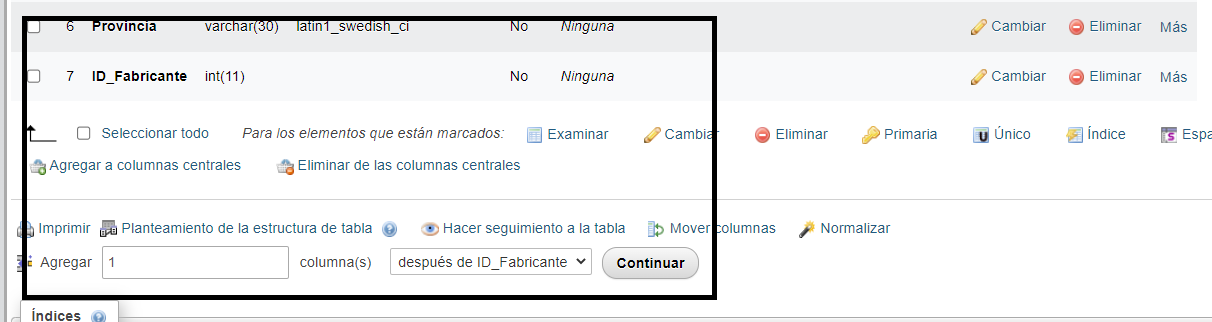 6 Provincia varchar(30) latin1_swedish_ci No Ninguna Cambiar Eliminar Más
7 ID_Fabricante int(11) No Ninguna Cambiar Eliminar Más
Seleccionar todo Para los elementos que están marcados: Examinar Cambiar Eliminar Primaria Único Índice Espa
Agregar a columnas centrales Eliminar de las columnas centrales
Imprimir Planteamiento de la estructura de tabla Hacer seguimiento a la tabla Mover columnas Normalizar
Agregar 1 columna(s) después de ID_Fabricante Continuar
Índices